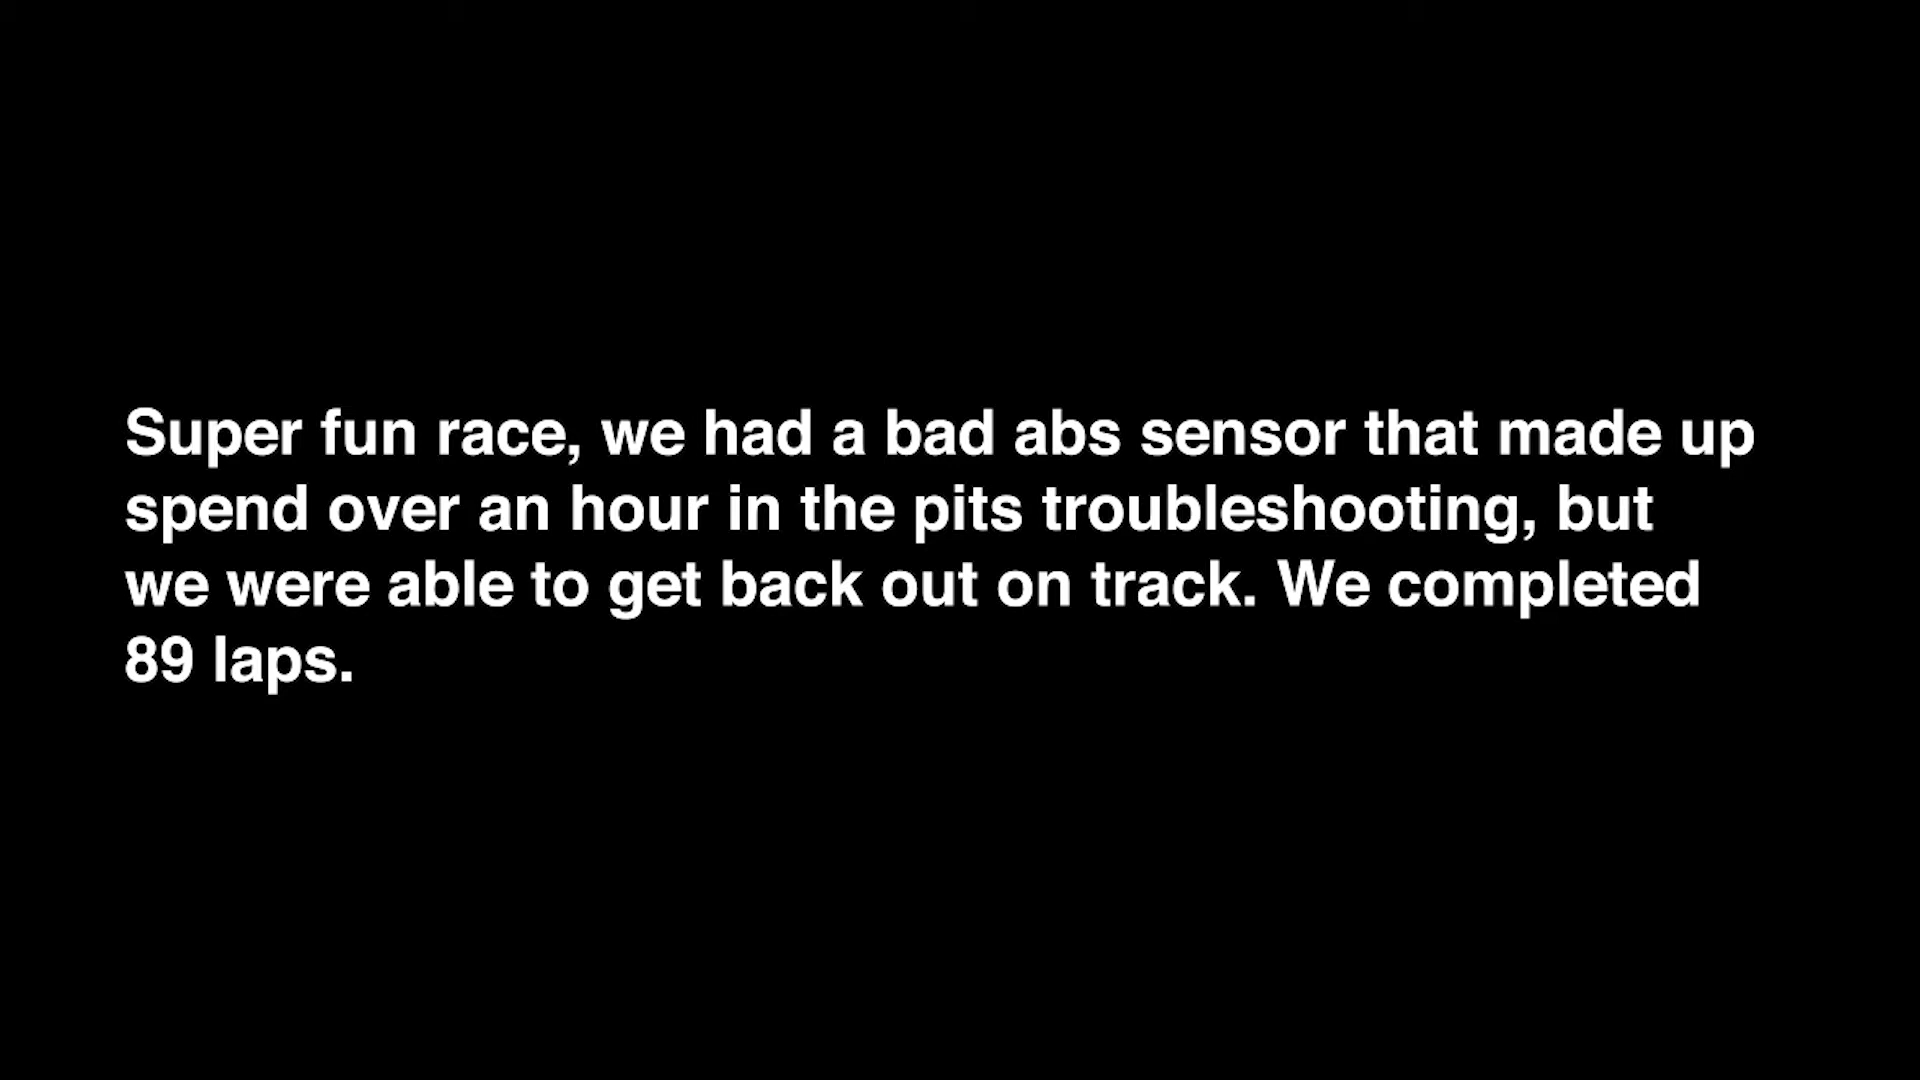 Super fun race, we had a bad abs sensor that made up
spend over an hour in the pits troubleshooting, but
we were able to get back out on track. We completed
89 laps.